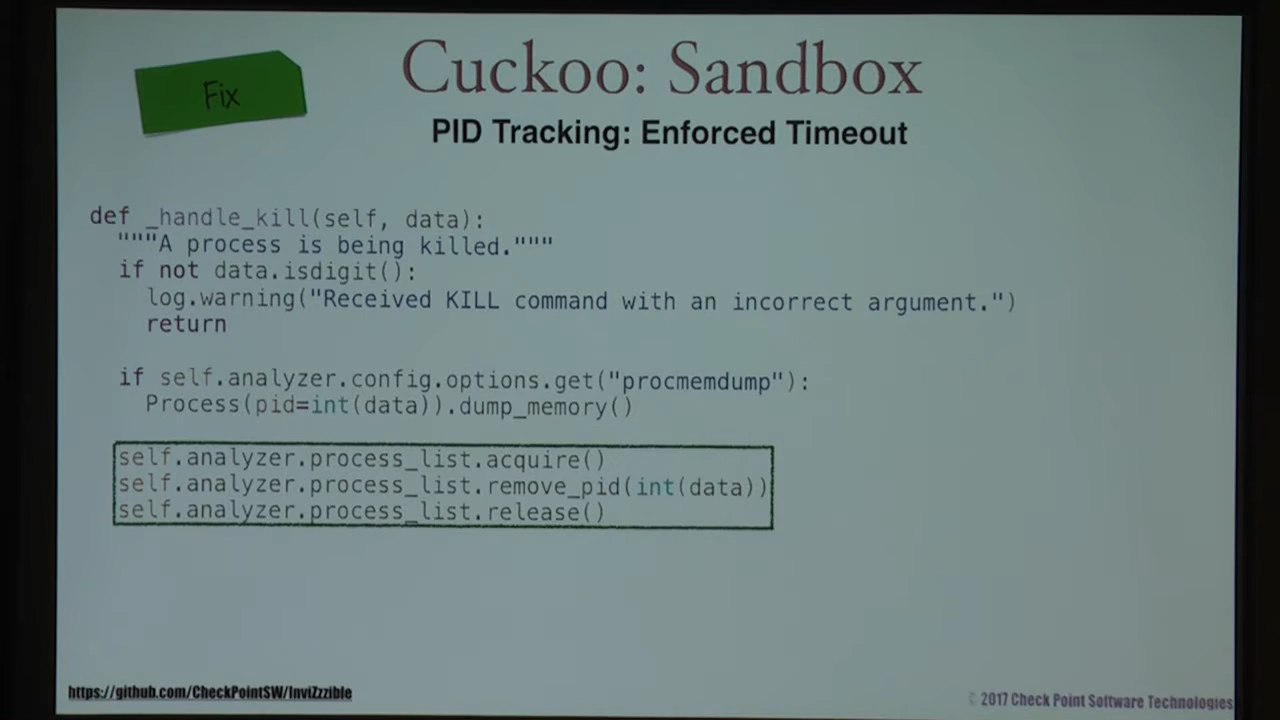 Fix
Cuckoo: Sandbox
PID Tracking: Enforced Timeout
def _handle_kill(self, data):
"""A process is being killed."""
if not data.isdigit():
log.warning("Received KILL command with an incorrect argument.")
return
if self.analyzer.config.options.get("procmemdump"):
Process(pid=int(data)).dump_memory()
self.analyzer.process_list.acquire()
self.analyzer.process_list.remove_pid(int(data))
self.analyzer.process_list.release()
https://github.com/CheckPointSW/InviZzzible
© 2017 Check Point Software Technologies